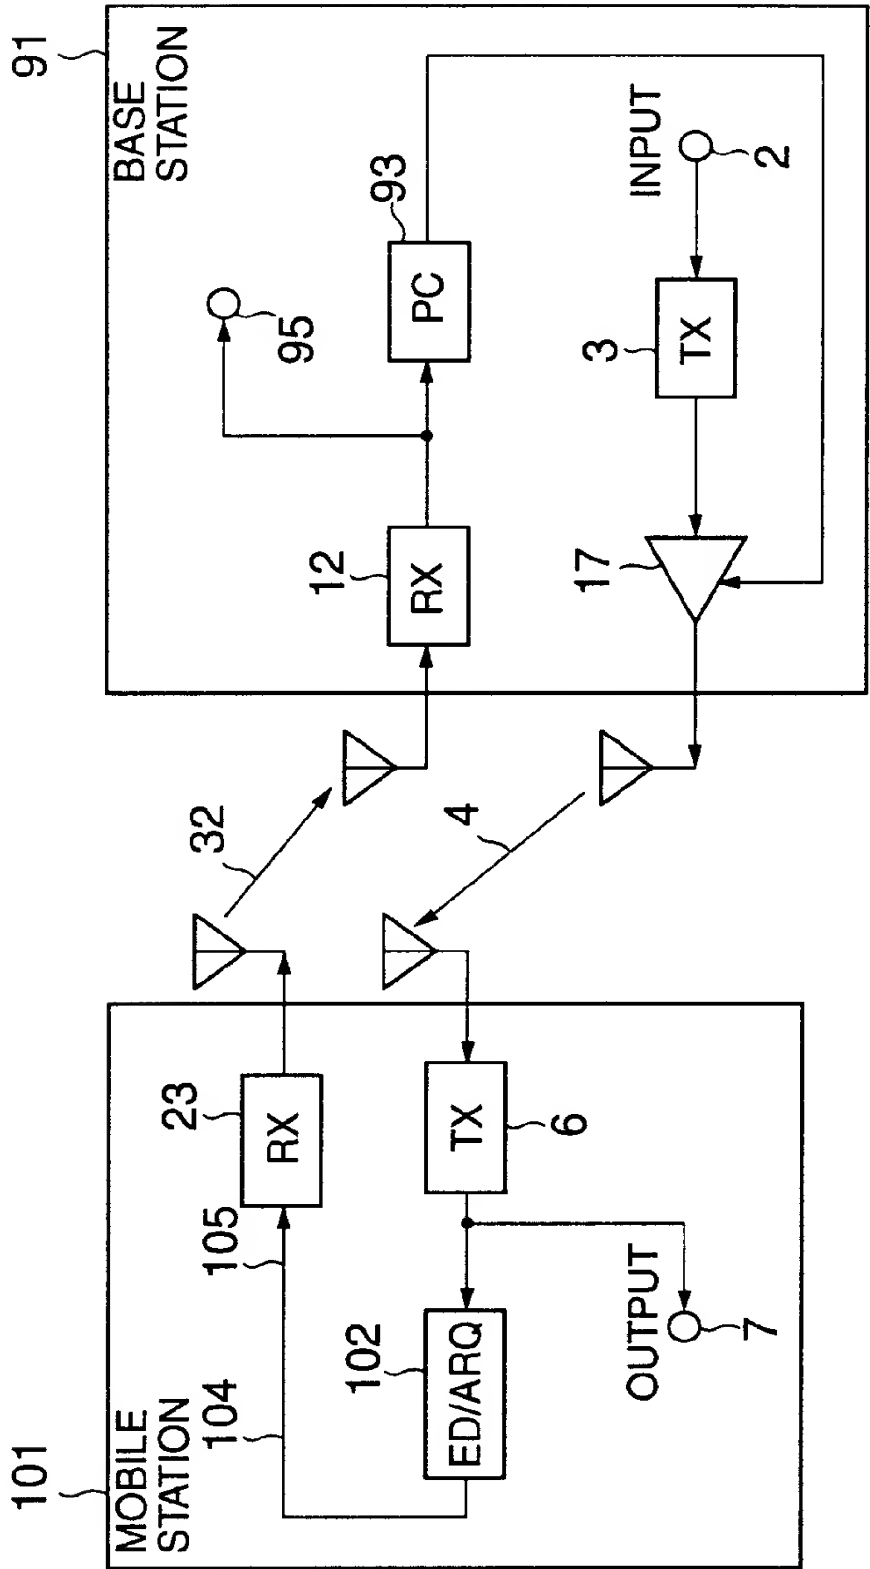 101
MOBILE
STATION
104
105
23
RX
102
ED/ARQ
TX
6
OUTPUT
7
32
4
91
BASE
STATION
95
12
RX
93
PC
17
3
TX
INPUT
2